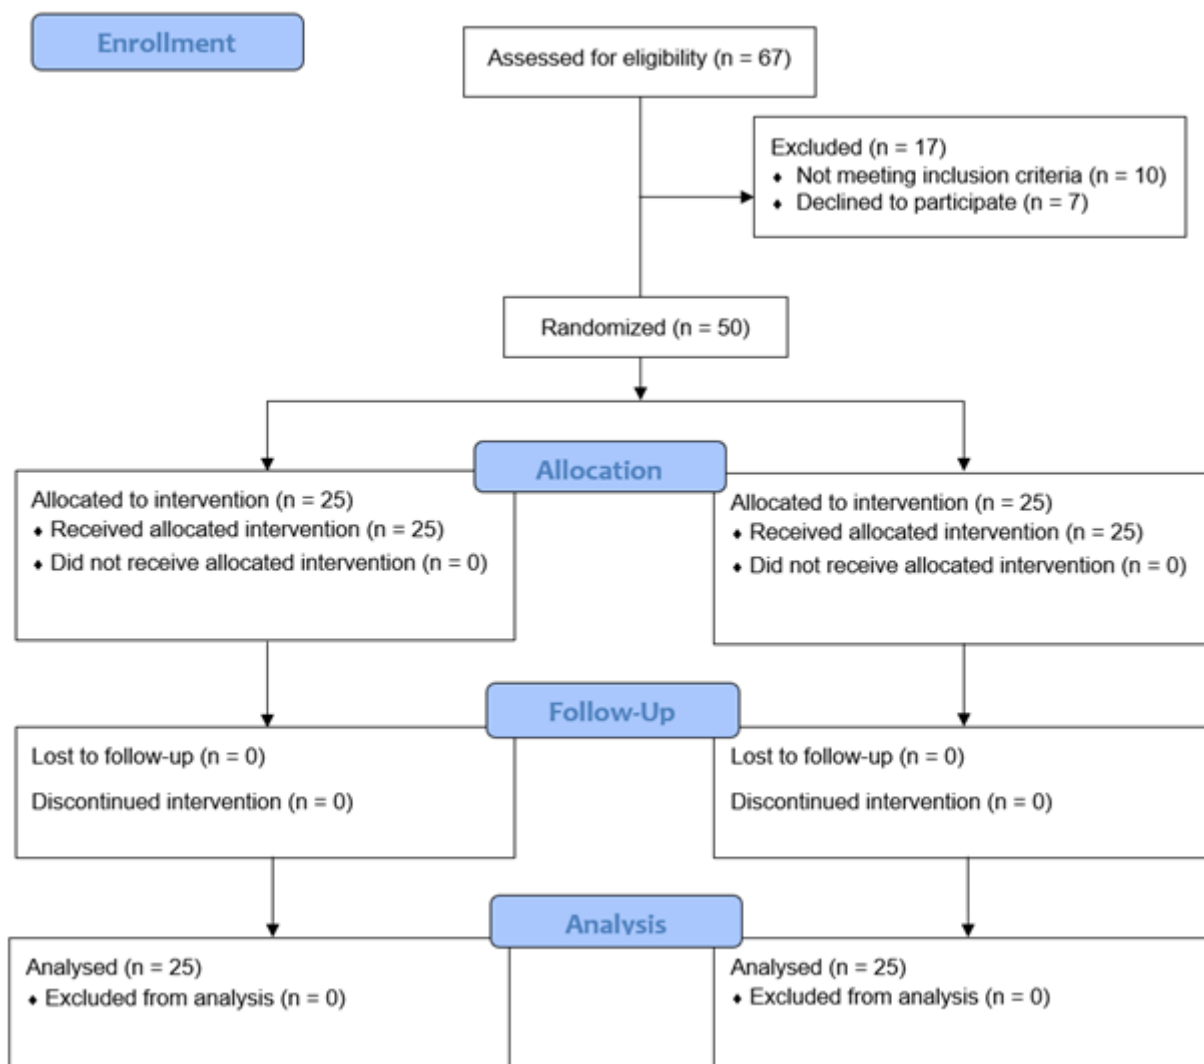 Enrollment
Assessed for eligibility (n = 67)
Excluded (n = 17)
♦ Not meeting inclusion criteria (n = 10)
♦ Declined to participate (n = 7)
Randomized (n = 50)
Allocation
Allocated to intervention (n = 25)
♦ Received allocated intervention (n = 25)
♦ Did not receive allocated intervention (n = 0)
Allocated to intervention (n = 25)
♦ Received allocated intervention (n = 25)
♦ Did not receive allocated intervention (n = 0)
Follow-Up
Lost to follow-up (n = 0)
Discontinued intervention (n = 0)
Lost to follow-up (n = 0)
Discontinued intervention (n = 0)
Analysis
Analysed (n = 25)
♦ Excluded from analysis (n = 0)
Analysed (n = 25)
♦ Excluded from analysis (n = 0)